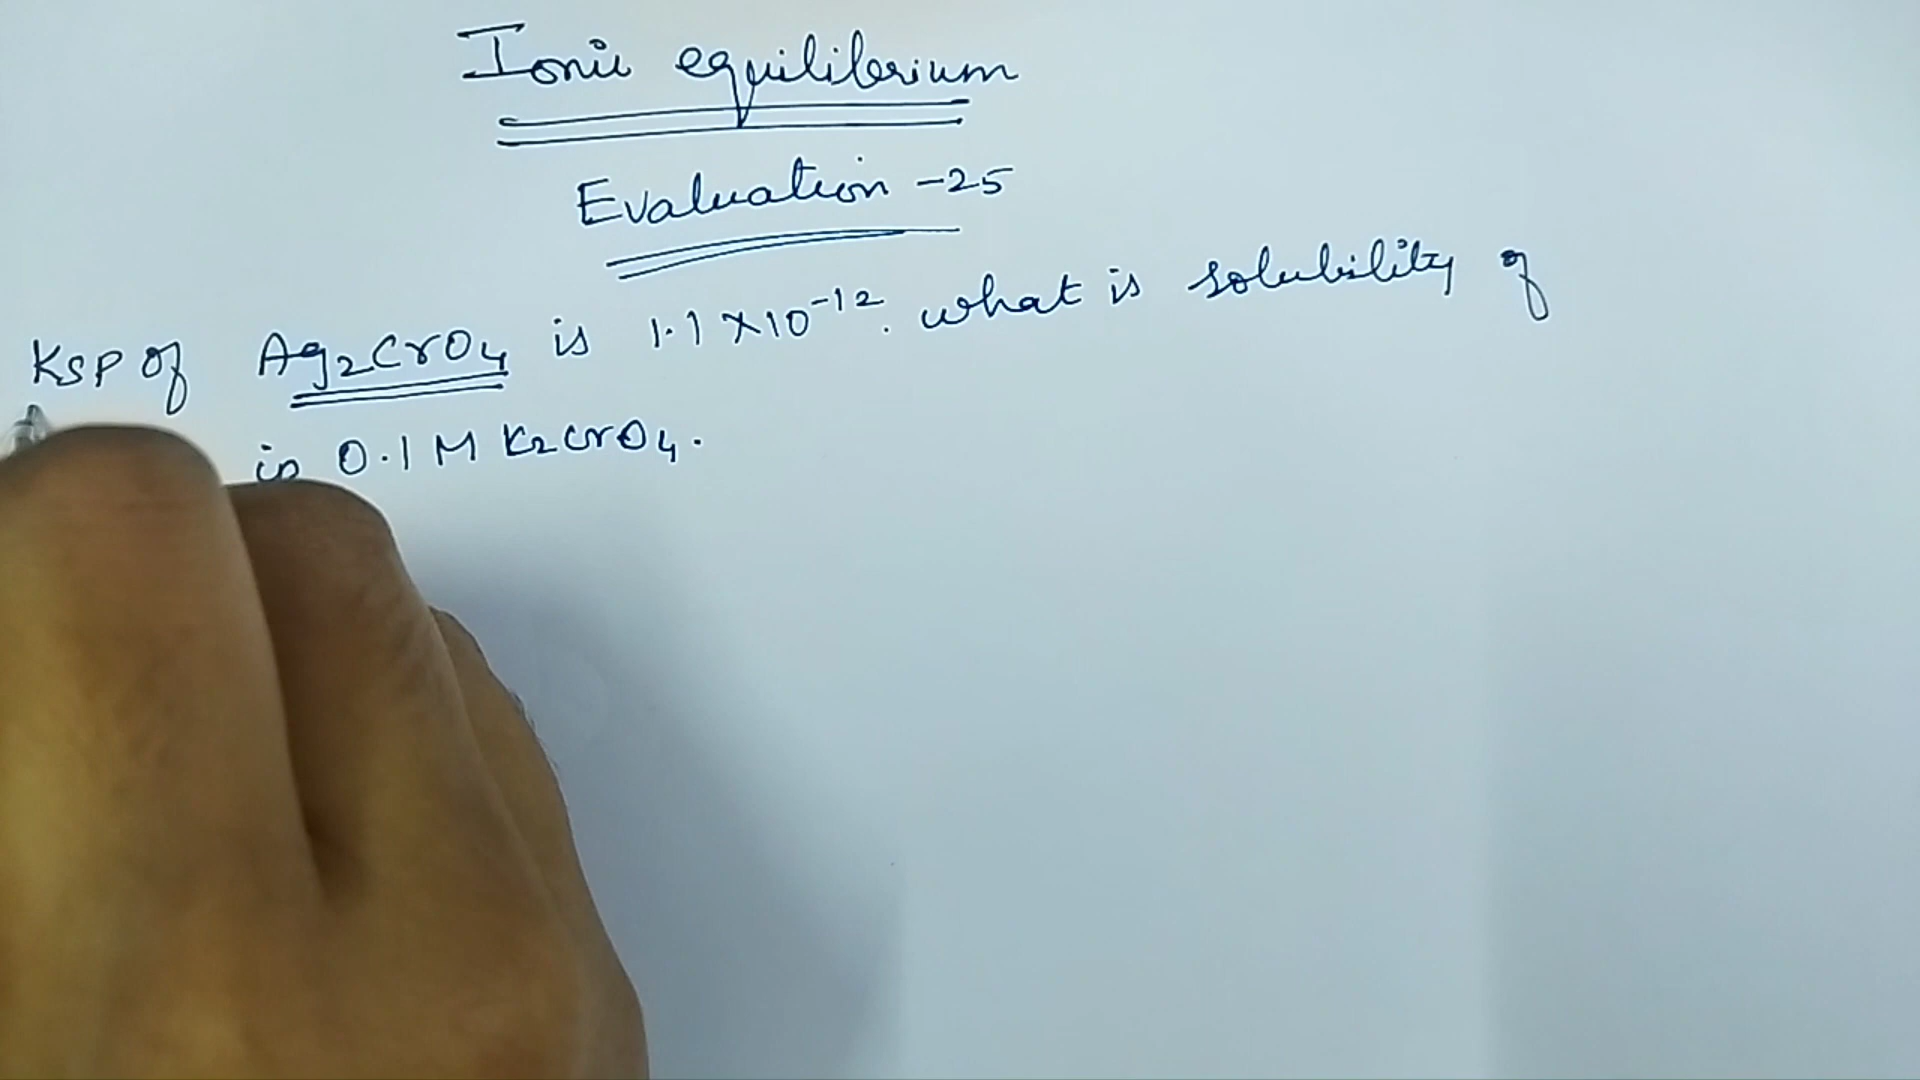 Ionic equilibrium
Evaluation -25
KSP of Ag₂CrO₄ is 1.1 × 10⁻¹². what is solubility of
in 0.1 M K₂CrO₄.